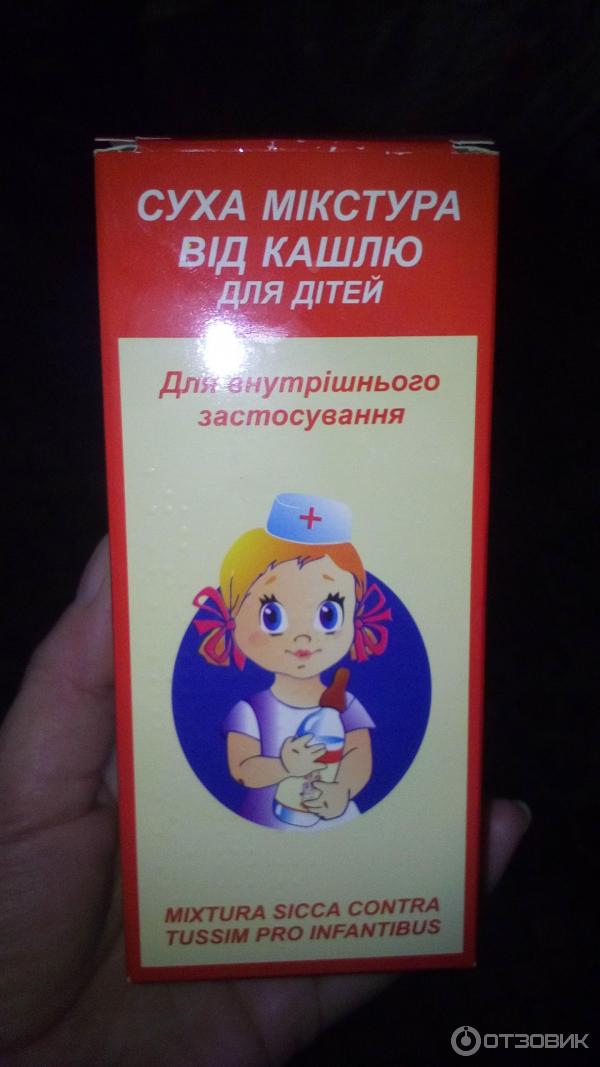 СУХА МІКСТУРА
ВІД КАШЛЮ
ДЛЯ ДІТЕЙ
Для внутрішнього
застосування
MIXTURA SICCA CONTRA
TUSSIM PRO INFANTIBUS
ОТЗОВИК